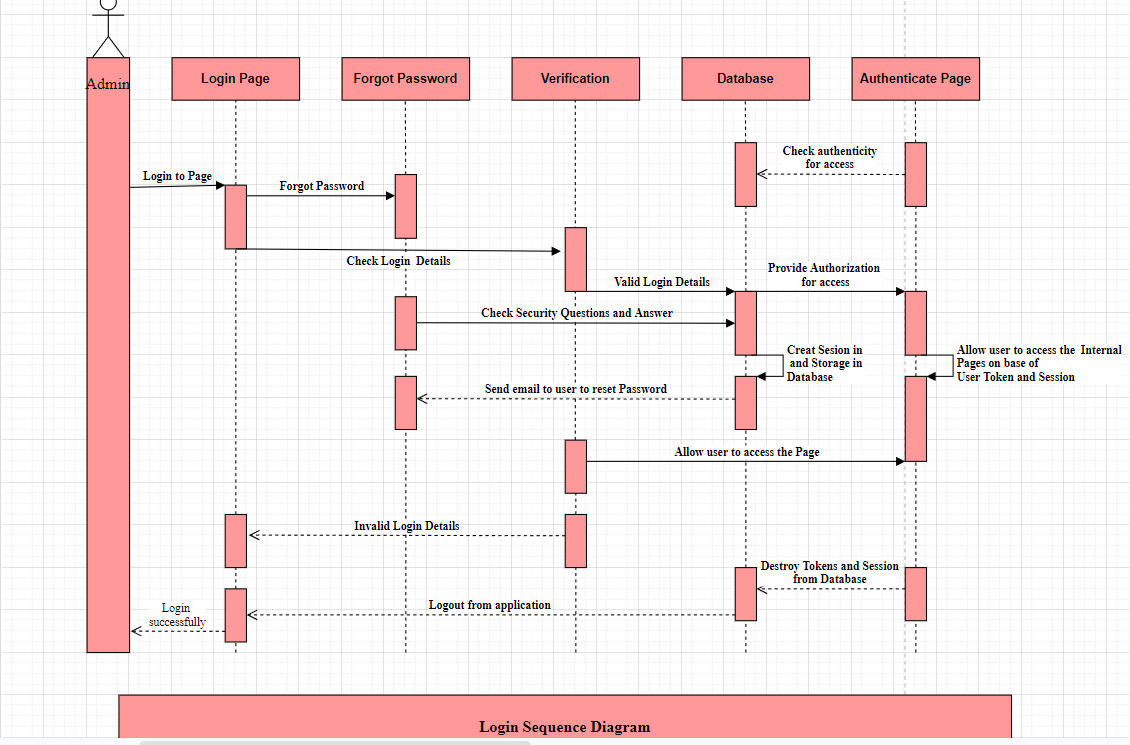 Admin
Login Page
Forgot Password
Verification
Database
Authenticate Page
Check authenticity
for access
Login to Page
Forgot Password
Check Login Details
Provide Authorization
for access
Valid Login Details
Check Security Questions and Answer
Creat Sesion in
and Storage in
Database
Allow user to access the Internal
Pages on base of
User Token and Session
Send email to user to reset Password
Allow user to access the Page
Invalid Login Details
Destroy Tokens and Session
from Database
Logout from application
Login
successfully
Login Sequence Diagram